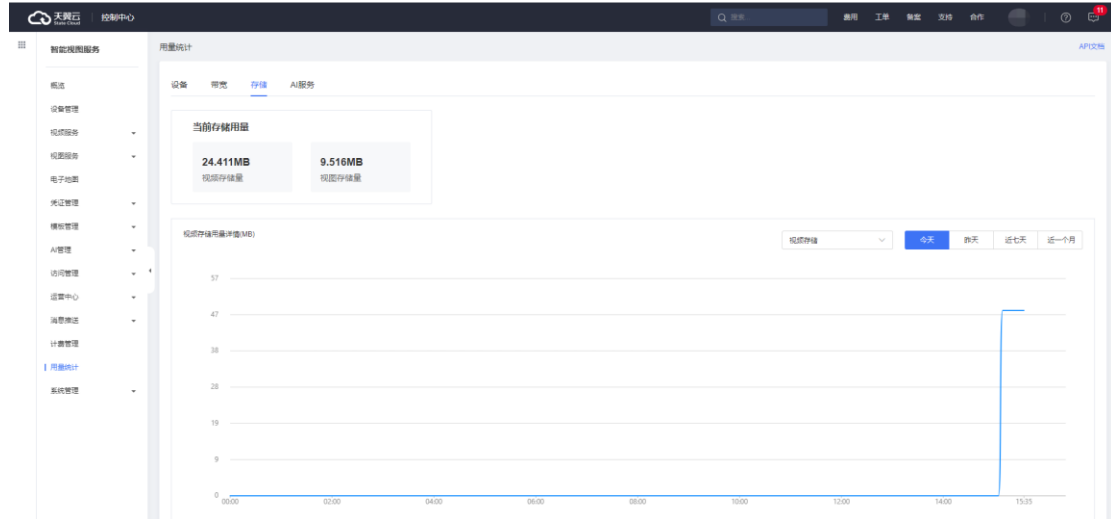 天翼云 控制中心 搜索 费用 工单 备案 支持 合作 11
State Cloud
智能视图服务 用量统计 API文档
概览
设备管理
视频服务
视图服务
电子地图
凭证管理
模板管理
AI管理
访问管理
运营中心
消息推送
计费管理
用量统计
系统管理
设备 带宽 存储 AI服务
当前存储用量
24.411MB 9.516MB
视频存储量 视图存储量
视频存储用量详情(MB) 视频存储 今天 昨天 近七天 近一个月
57
47
38
28
19
9
0
00:00 02:00 04:00 06:00 08:00 10:00 12:00 14:00 15:35